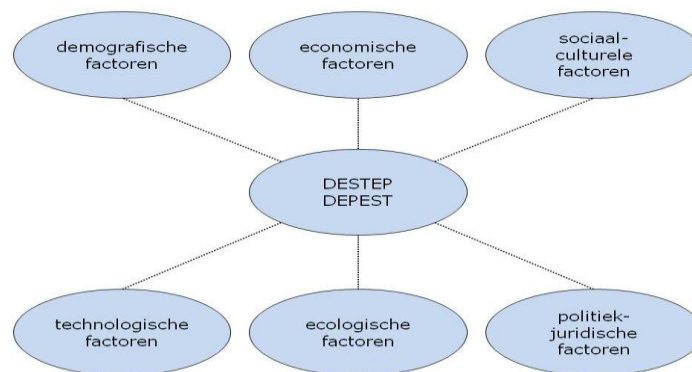 demografische
factoren
economische
factoren
sociaal-
culturele
factoren
DESTEP
DEPEST
technologische
factoren
ecologische
factoren
politiek-
juridische
factoren